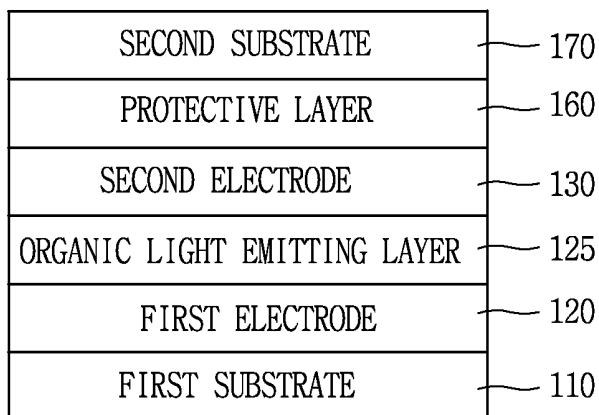 SECOND SUBSTRATE 170
PROTECTIVE LAYER 160
SECOND ELECTRODE 130
ORGANIC LIGHT EMITTING LAYER 125
FIRST ELECTRODE 120
FIRST SUBSTRATE 110